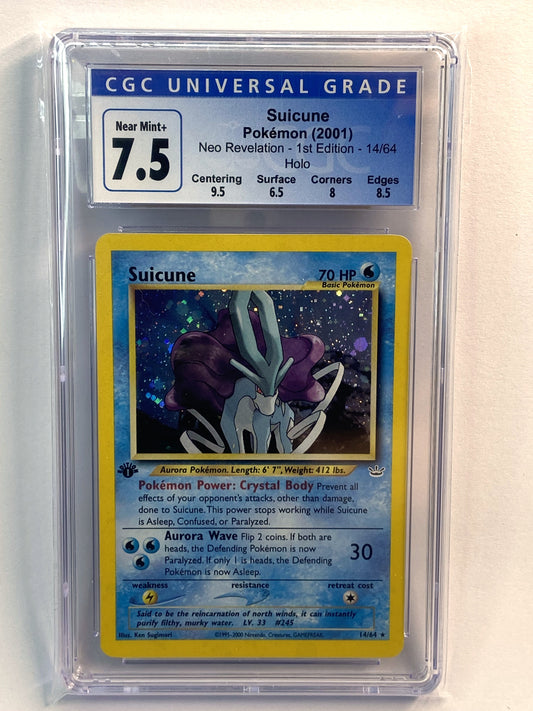 CGC UNIVERSAL GRADE
Near Mint+
7.5
Suicune
Pokémon (2001)
Neo Revelation - 1st Edition - 14/64
Holo
Centering Surface Corners Edges
9.5 6.5 8 8.5
Suicune 70 HP
Basic Pokémon
Aurora Pokémon. Length: 6' 7", Weight: 412 lbs.
Pokémon Power: Crystal Body Prevent all
effects of your opponent's attacks, other than damage,
done to Suicune. This power stops working while Suicune
is Asleep, Confused, or Paralyzed.
Aurora Wave Flip 2 coins. If both are
heads, the Defending Pokémon is now
Paralyzed. If only 1 is heads, the Defending
Pokémon is now Asleep.
30
weakness resistance retreat cost
Said to be the reincarnation of north winds, it can instantly
purify filthy, murky water. LV. 33 #245
Illus. Ken Sugimori ©1995-2000 Nintendo, Creatures, GAMEFREAK. 14/64 ★